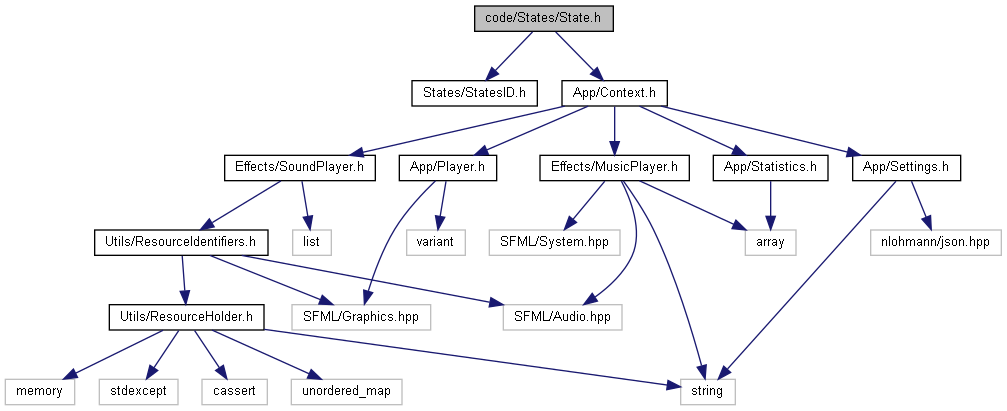 code/States/State.h
States/StatesID.h
App/Context.h
Effects/SoundPlayer.h
App/Player.h
Effects/MusicPlayer.h
App/Statistics.h
App/Settings.h
Utils/ResourceIdentifiers.h
list
variant
SFML/System.hpp
array
nlohmann/json.hpp
Utils/ResourceHolder.h
SFML/Graphics.hpp
SFML/Audio.hpp
memory
stdexcept
cassert
unordered_map
string